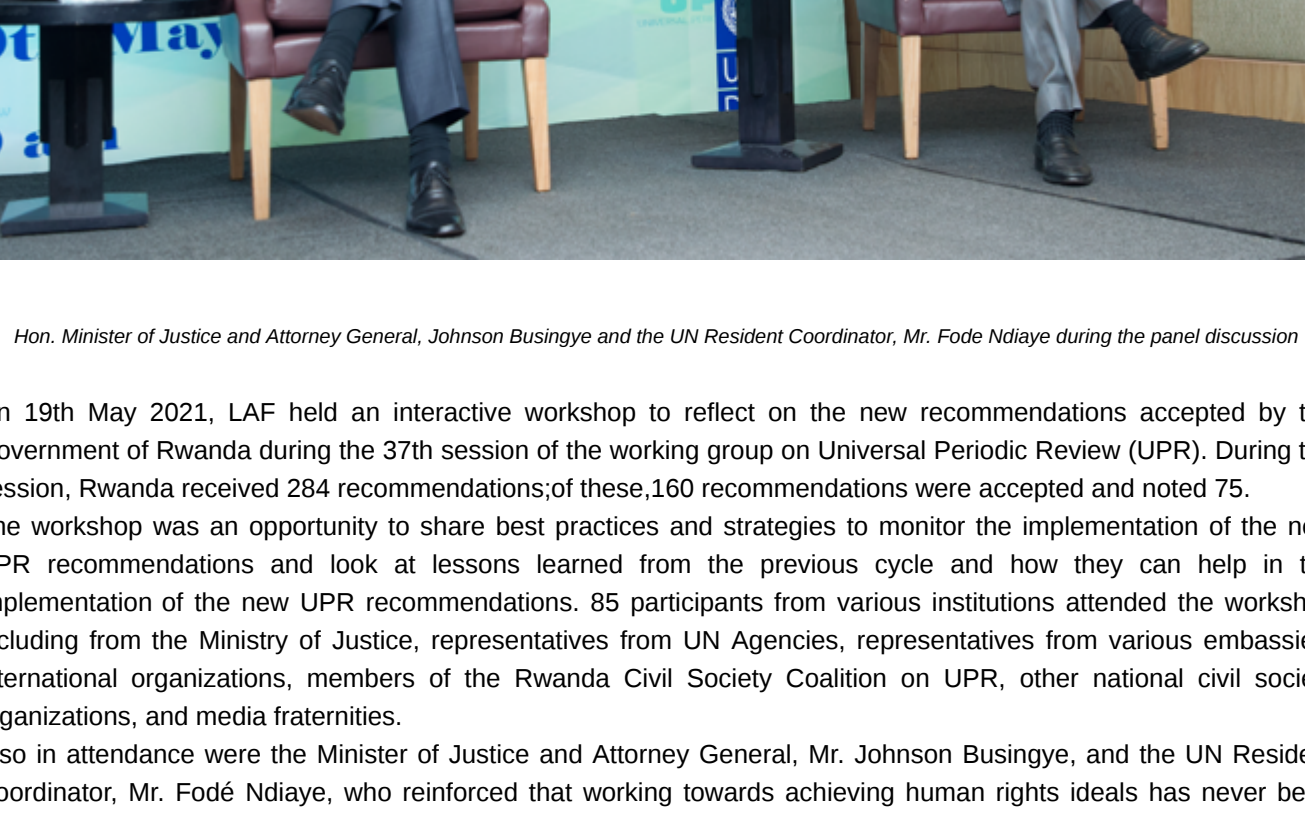 May
UP
U
Hon. Minister of Justice and Attorney General, Johnson Busingye and the UN Resident Coordinator, Mr. Fode Ndiaye during the panel discussion
n 19th May 2021, LAF held an interactive workshop to reflect on the new recommendations accepted by t
overnment of Rwanda during the 37th session of the working group on Universal Periodic Review (UPR). During t
ession, Rwanda received 284 recommendations;of these,160 recommendations were accepted and noted 75.
he workshop was an opportunity to share best practices and strategies to monitor the implementation of the ne
PR recommendations and look at lessons learned from the previous cycle and how they can help in t
mplementation of the new UPR recommendations. 85 participants from various institutions attended the worksh
cluding from the Ministry of Justice, representatives from UN Agencies, representatives from various embassie
ternational organizations, members of the Rwanda Civil Society Coalition on UPR, other national civil socie
ganizations, and media fraternities.
so in attendance were the Minister of Justice and Attorney General, Mr. Johnson Busingye, and the UN Reside
oordinator, Mr. Fodé Ndiaye, who reinforced that working towards achieving human rights ideals has never be